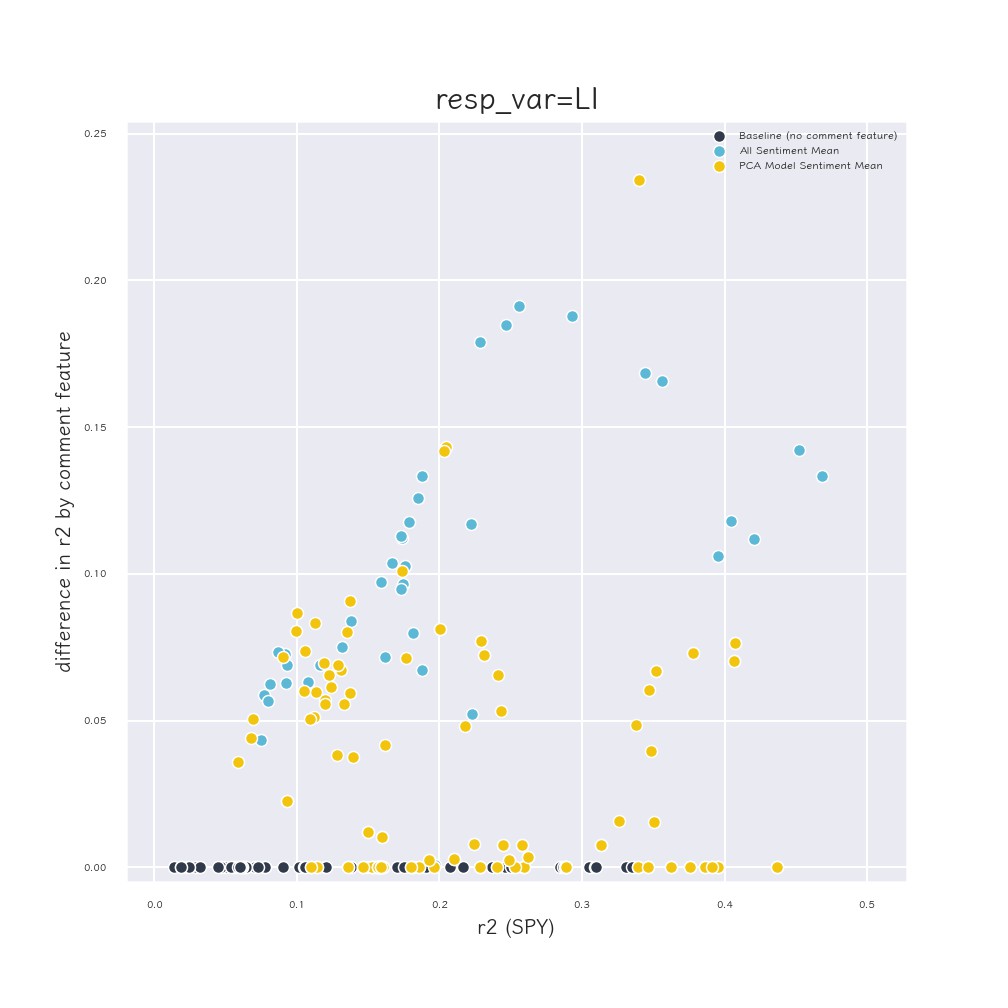 resp_var=LI
0.25
0.20
0.15
0.10
0.05
0.00
difference in r2 by comment feature
Baseline (no comment feature)
All Sentiment Mean
PCA Model Sentiment Mean
0.0
0.1
0.2
0.3
0.4
0.5
r2 (SPY)